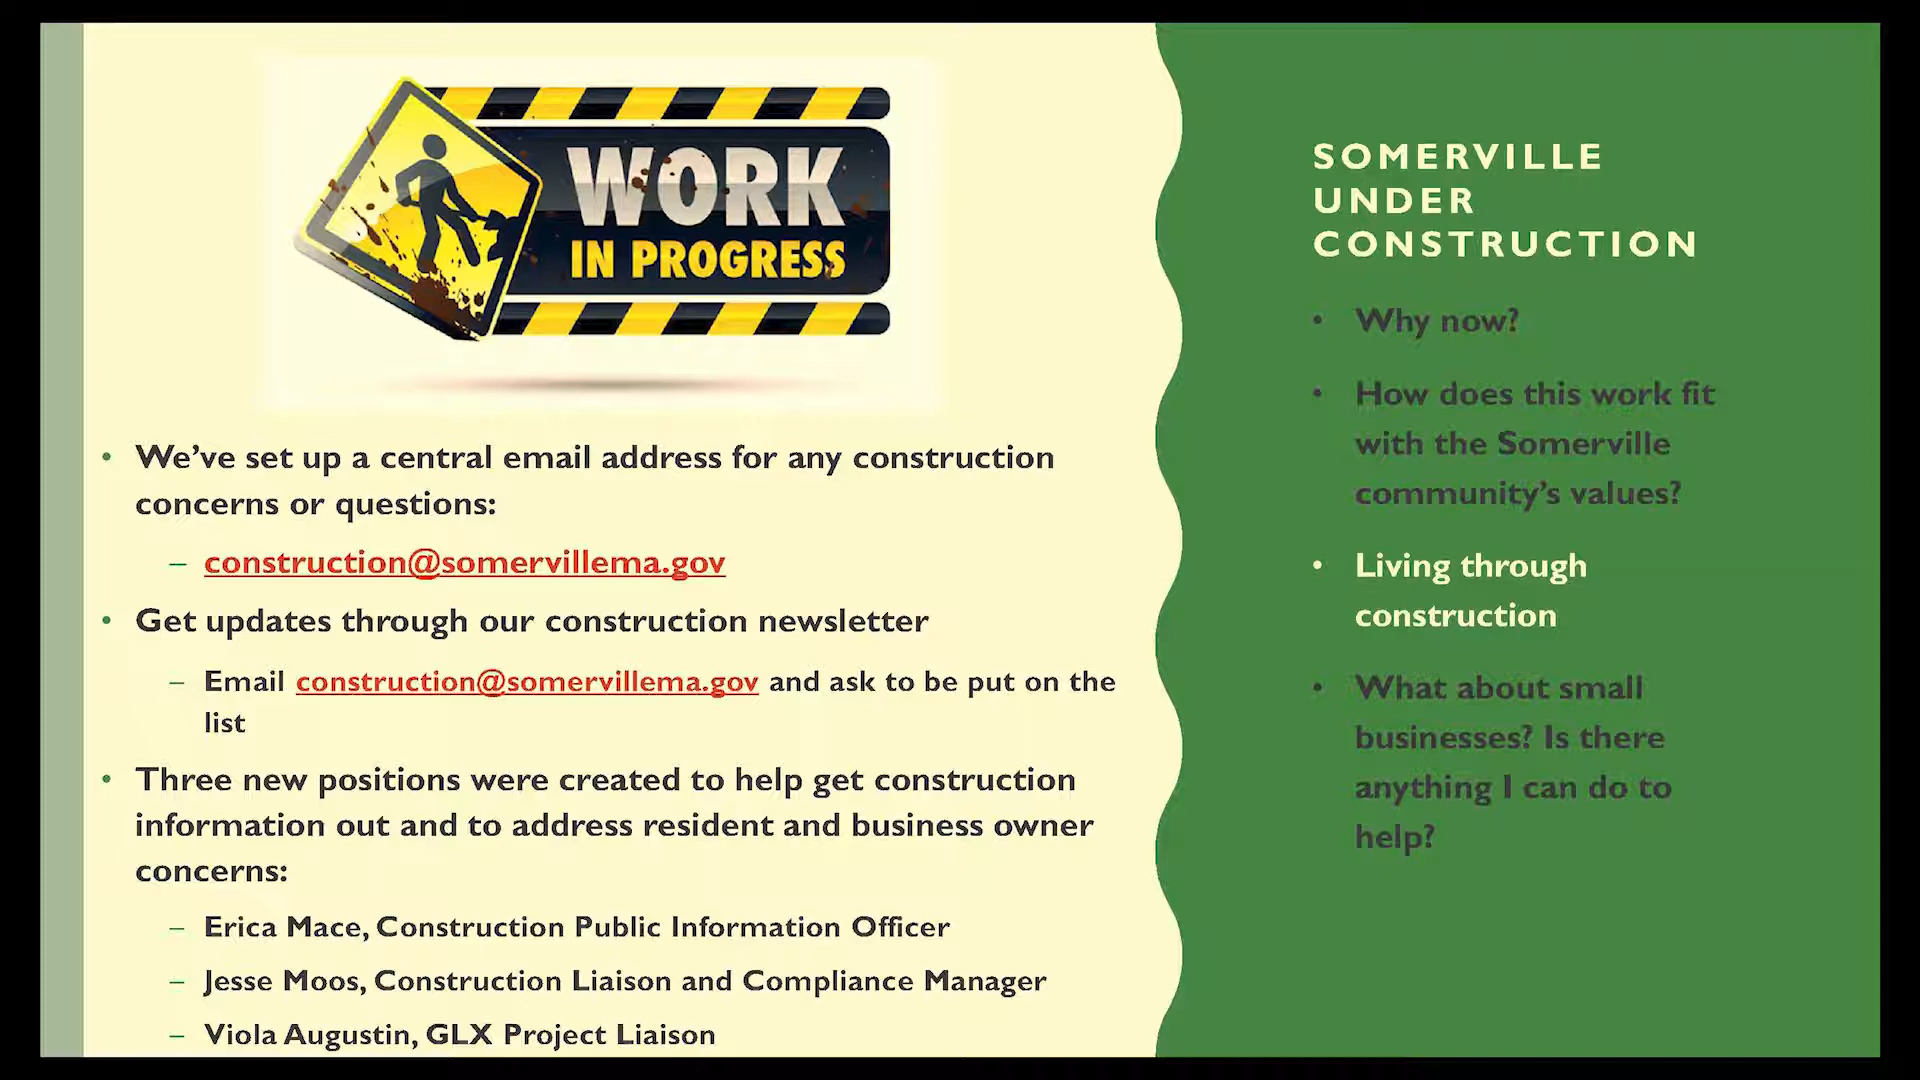 WORK
IN PROGRESS
• We’ve set up a central email address for any construction
concerns or questions:
– construction@somervillema.gov
• Get updates through our construction newsletter
– Email construction@somervillema.gov and ask to be put on the
list
• Three new positions were created to help get construction
information out and to address resident and business owner
concerns:
– Erica Mace, Construction Public Information Officer
– Jesse Moos, Construction Liaison and Compliance Manager
– Viola Augustin, GLX Project Liaison
SOMERVILLE
UNDER
CONSTRUCTION
• Why now?
• How does this work fit
with the Somerville
community’s values?
• Living through
construction
• What about small
businesses? Is there
anything I can do to
help?